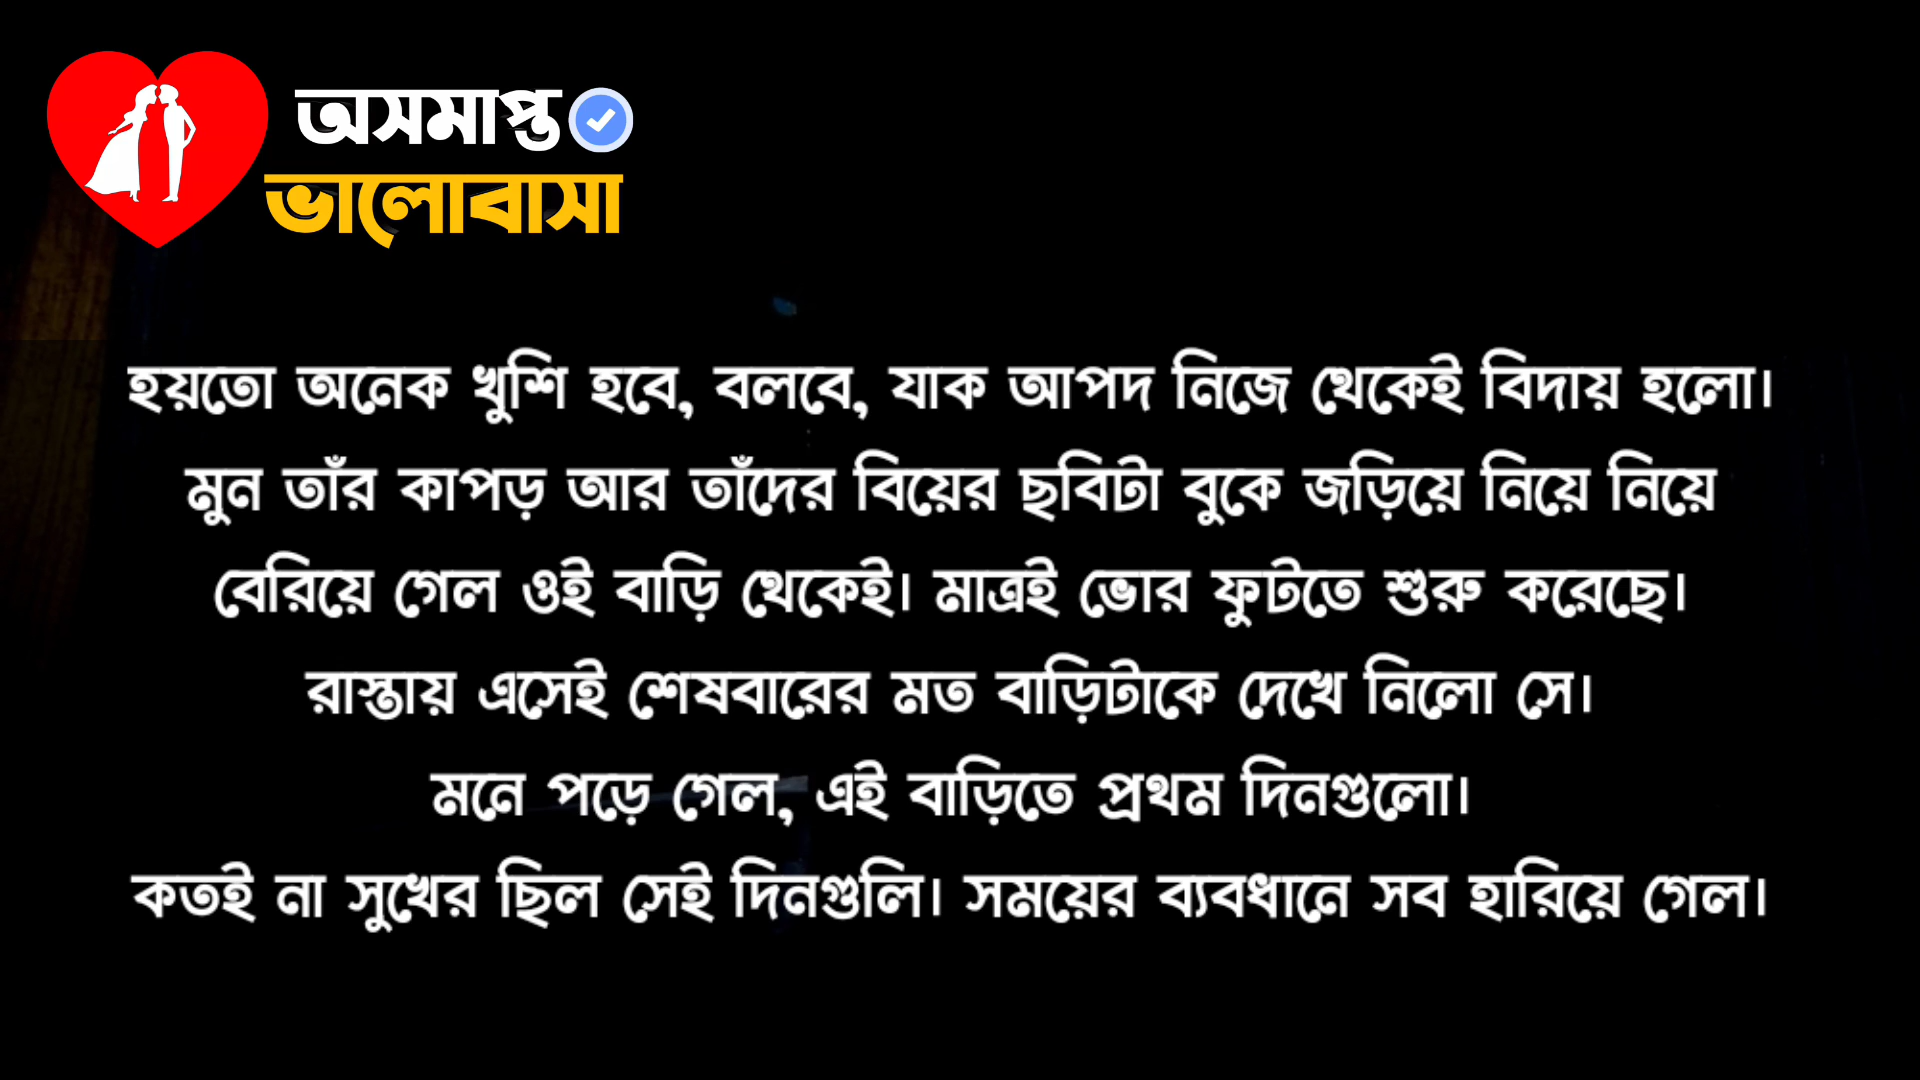 অসমাপ্ত
ভালোবাসা
হয়তো অনেক খুশি হবে, বলবে, যাক আপদ নিজে থেকেই বিদায় হলো।
মুন তাঁর কাপড় আর তাঁদের বিয়ের ছবিটা বুকে জড়িয়ে নিয়ে নিয়ে
বেরিয়ে গেল ওই বাড়ি থেকেই। মাত্রই ভোর ফুটতে শুরু করেছে।
রাস্তায় এসেই শেষবারের মত বাড়িটাকে দেখে নিলো সে।
মনে পড়ে গেল, এই বাড়িতে প্রথম দিনগুলো।
কতই না সুখের ছিল সেই দিনগুলি। সময়ের ব্যবধানে সব হারিয়ে গেল।